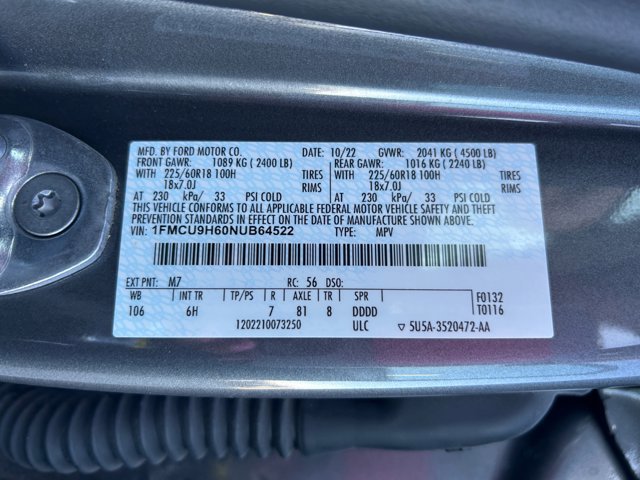 MFD. BY FORD MOTOR CO. DATE: 10/22 GVWR: 2041 KG ( 4500 LB)
FRONT GAWR: 1089 KG ( 2400 LB) REAR GAWR: 1016 KG ( 2240 LB)
WITH 225/60R18 100H TIRES WITH 225/60R18 100H TIRES
18x7.0J RIMS 18x7.0J RIMS
AT 230 kPa/ 33 PSI COLD AT 230 kPa/ 33 PSI COLD
THIS VEHICLE CONFORMS TO ALL APPLICABLE FEDERAL MOTOR VEHICLE SAFETY AND THEFT
PREVENTION STANDARDS IN EFFECT ON THE DATE OF MANUFACTURE SHOWN ABOVE.
VIN: 1FMCU9H60NUB64522 TYPE: MPV
EXT PNT: M7 RC: 56 DSO:
WB INT TR TP/PS R AXLE TR SPR F0132
106 6H 7 81 8 DDDD T0116
1202210073250 ULC ▽ 5U5A-3520472-AA